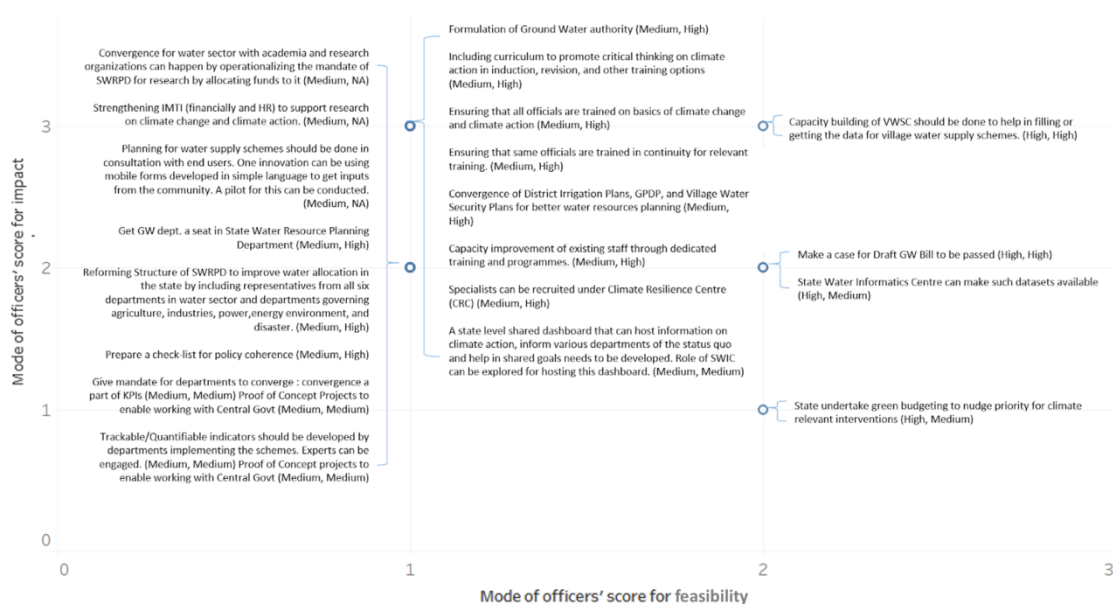 Mode of officers' score for impact
3
2
1
0
Convergence for water sector with academia and research
organizations can happen by operationalizing the mandate of
SWRPD for research by allocating funds to it (Medium, NA)
Strengthening IMTI (financially and HR) to support research
on climate change and climate action. (Medium, NA)
Planning for water supply schemes should be done in
consultation with end users. One innovation can be using
mobile forms developed in simple language to get inputs
from the community. A pilot for this can be conducted.
(Medium, NA)
Get GW dept. a seat in State Water Resource Planning
Department (Medium, High)
Reforming Structure of SWRPD to improve water allocation in
the state by including representatives from all six
departments in water sector and departments governing
agriculture, industries, power,energy environment, and
disaster. (Medium, High)
Prepare a check-list for policy coherence (Medium, High)
Give mandate for departments to converge : convergence a
part of KPIs (Medium, Medium) Proof of Concept Projects to
enable working with Central Govt (Medium, Medium)
Trackable/Quantifiable indicators should be developed by
departments implementing the schemes. Experts can be
engaged. (Medium, Medium) Proof of Concept projects to
enable working with Central Govt (Medium, Medium)
Formulation of Ground Water authority (Medium, High)
Including curriculum to promote critical thinking on climate
action in induction, revision, and other training options
(Medium, High)
Ensuring that all officials are trained on basics of climate change
and climate action (Medium, High)
Ensuring that same officials are trained in continuity for relevant
training. (Medium, High)
Convergence of District Irrigation Plans, GPDP, and Village Water
Security Plans for better water resources planning (Medium,
High)
Capacity improvement of existing staff through dedicated
training and programmes. (Medium, High)
Specialists can be recruited under Climate Resilience Centre
(CRC) (Medium, High)
A state level shared dashboard that can host information on
climate action, inform various departments of the status quo
and help in shared goals needs to be developed. Role of SWIC
can be explored for hosting this dashboard. (Medium, Medium)
Capacity building of VWSC should be done to help in filling or
getting the data for village water supply schemes. (High, High)
Make a case for Draft GW Bill to be passed (High, High)
State Water Informatics Centre can make such datasets available
(High, Medium)
State undertake green budgeting to nudge priority for climate
relevant interventions (High, Medium)
0 1 2 3
Mode of officers' score for feasibility